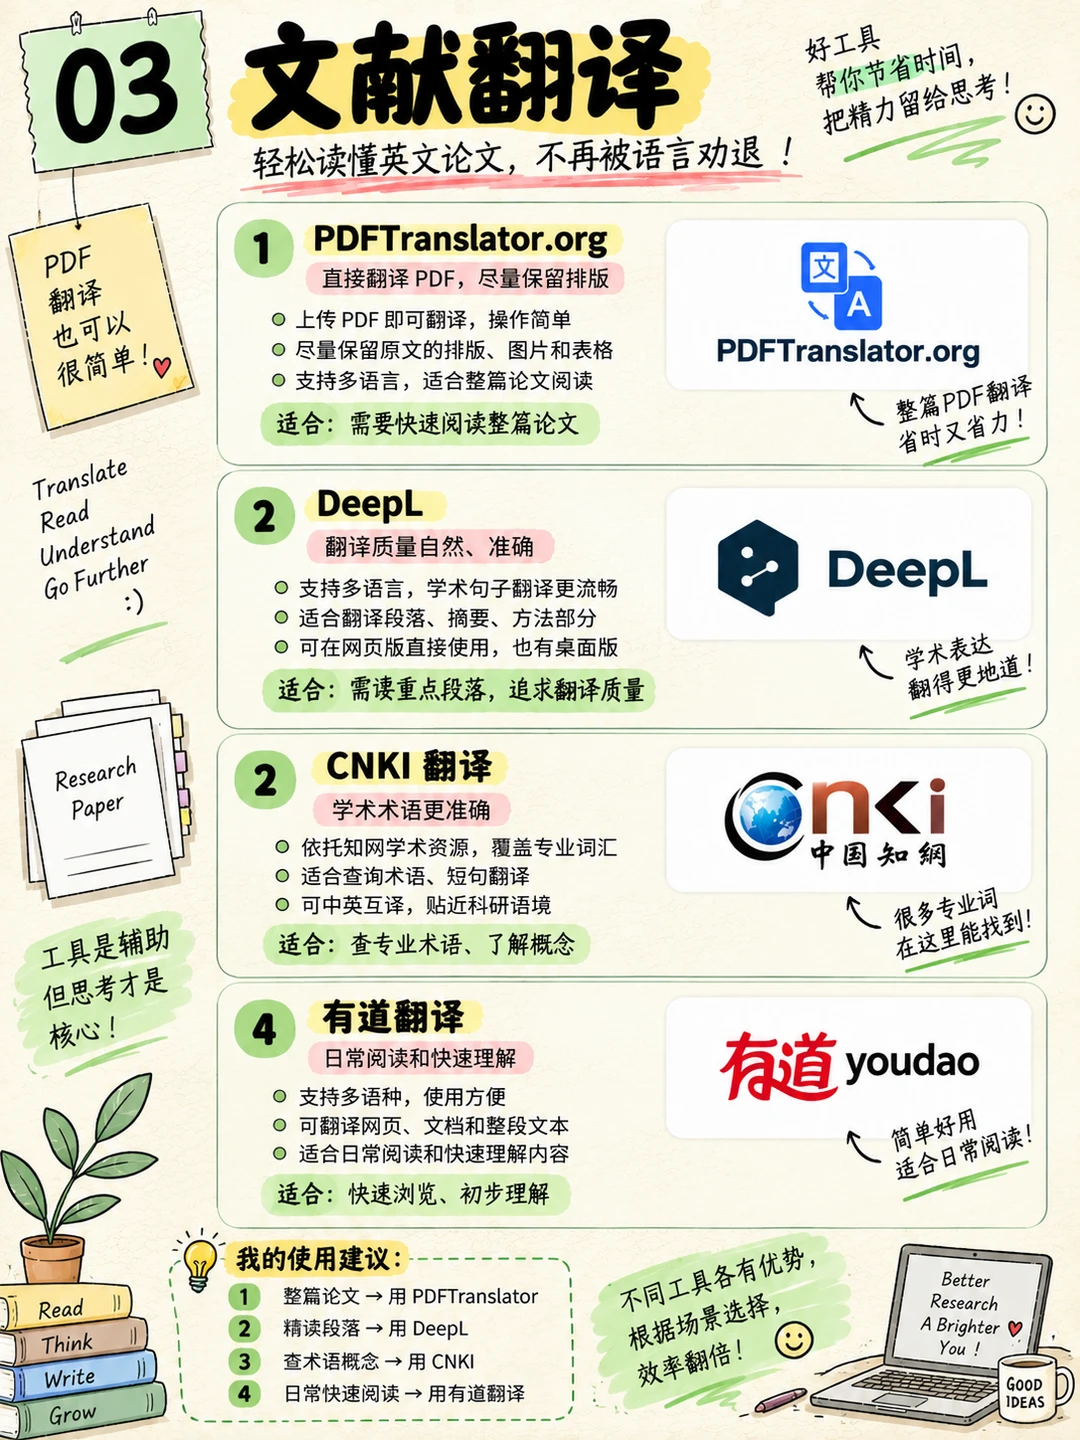 03
文献翻译
轻松读懂英文论文，不再被语言劝退！
好工具
帮你节省时间，
把精力留给思考！
PDF
翻译
也可以
很简单！
Translate
Read
Understand
Go Further
:)
Research
Paper
工具是辅助
但思考才是
核心！
1
PDFTranslator.org
直接翻译 PDF，尽量保留排版
上传 PDF 即可翻译，操作简单
尽量保留原文的排版、图片和表格
支持多语言，适合整篇论文阅读
适合：需要快速阅读整篇论文
文 A
PDFTranslator.org
整篇PDF翻译
省时又省力！
2
DeepL
翻译质量自然、准确
支持多语言，学术句子翻译更流畅
适合翻译段落、摘要、方法部分
可在网页版直接使用，也有桌面版
适合：需读重点段落，追求翻译质量
DeepL
学术表达
翻得更地道！
2
CNKI 翻译
学术术语更准确
依托知网学术资源，覆盖专业词汇
适合查询术语、短句翻译
可中英互译，贴近科研语境
适合：查专业术语、了解概念
Cnki
中国知網
很多专业词
在这里能找到！
4
有道翻译
日常阅读和快速理解
支持多语种，使用方便
可翻译网页、文档和整段文本
适合日常阅读和快速理解内容
适合：快速浏览、初步理解
有道 youdao
简单好用
适合日常阅读！
我的使用建议：
1 整篇论文 → 用 PDFTranslator
2 精读段落 → 用 DeepL
3 查术语概念 → 用 CNKI
4 日常快速阅读 → 用有道翻译
不同工具各有优势，
根据场景选择，
效率翻倍！
Read
Think
Write
Grow
Better
Research
A Brighter
You !
GOOD
IDEAS